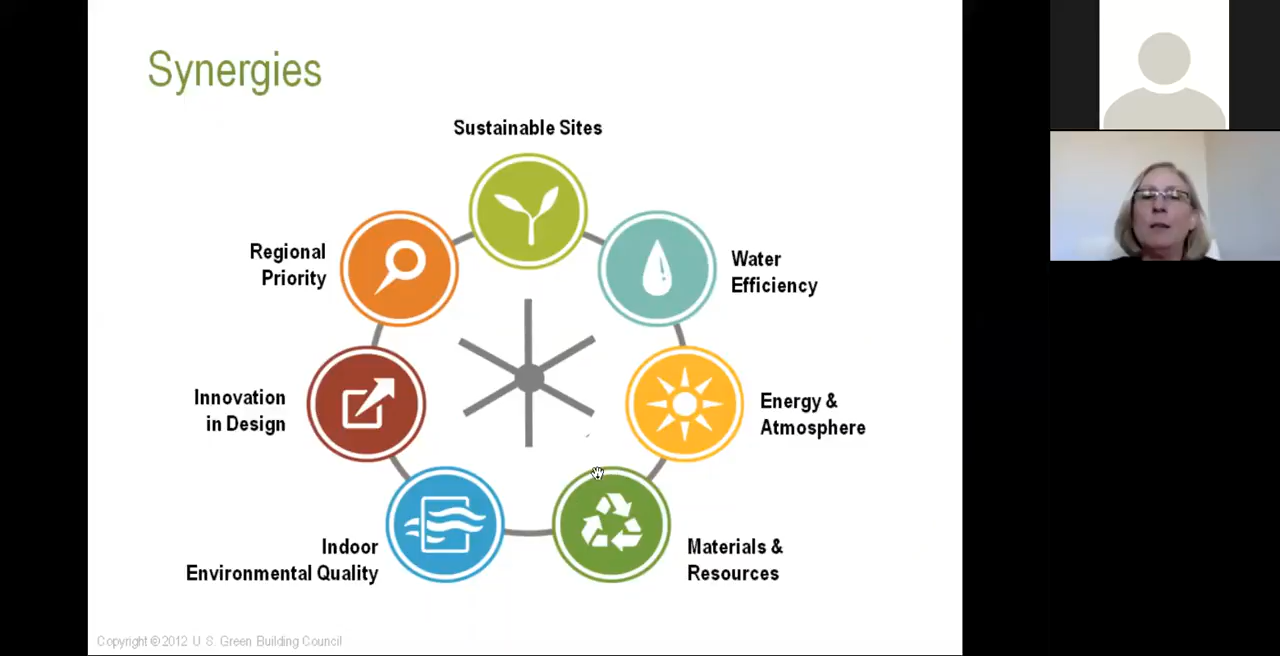 Synergies
Sustainable Sites
Regional
Priority
Water
Efficiency
Innovation
in Design
Energy &
Atmosphere
Indoor
Environmental Quality
Materials &
Resources
Copyright © 2012 U. S. Green Building Council